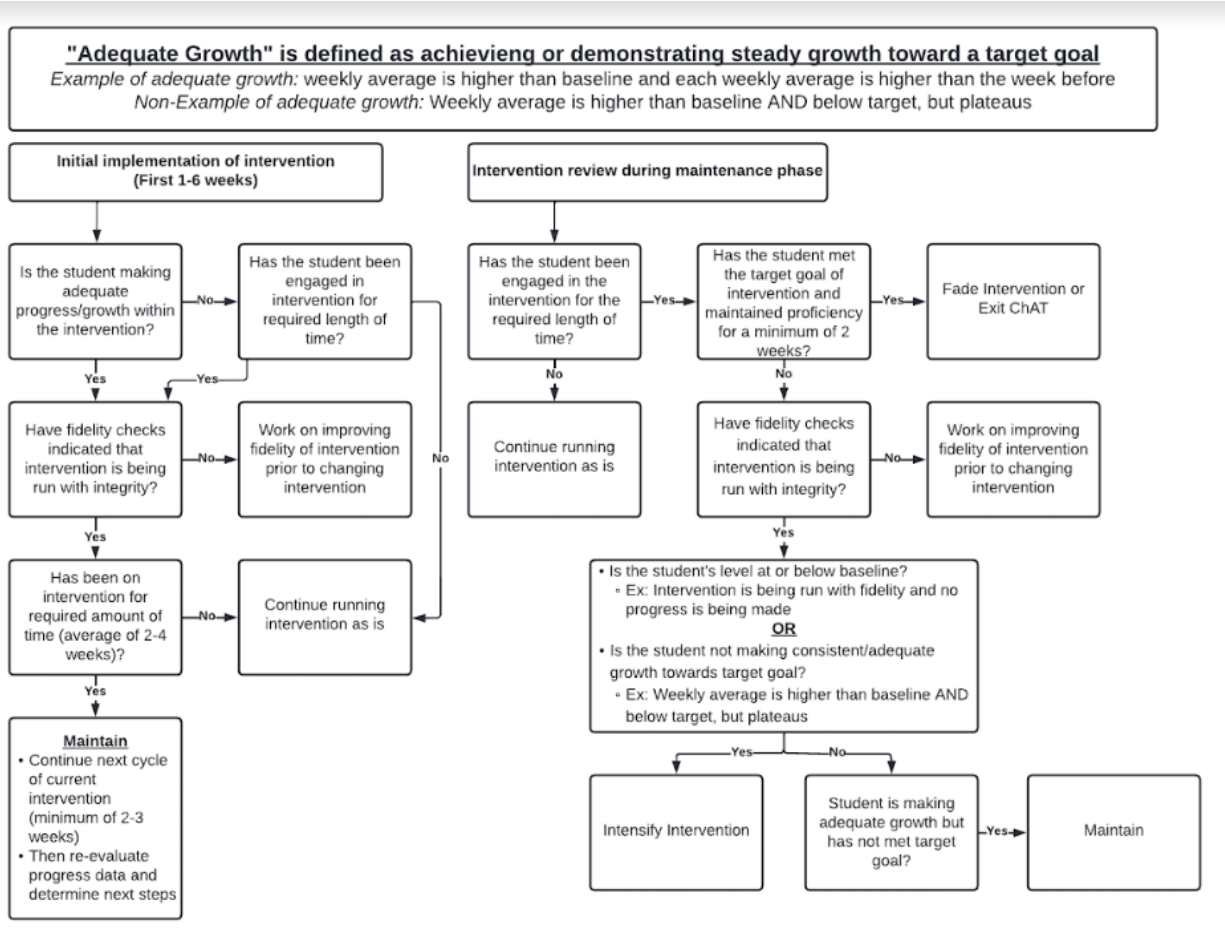 "Adequate Growth" is defined as achievieng or demonstrating steady growth toward a target goal
Example of adequate growth: weekly average is higher than baseline and each weekly average is higher than the week before
Non-Example of adequate growth: Weekly average is higher than baseline AND below target, but plateaus
Initial implementation of intervention
(First 1-6 weeks)
Is the student making
adequate
progress/growth within
the intervention?
No
Has the student been
engaged in
intervention for
required length of
time?
Yes
Yes
No
Have fidelity checks
indicated that
intervention is being
run with integrity?
No
Work on improving
fidelity of intervention
prior to changing
intervention
Yes
Has been on
intervention for
required amount of
time (average of 2-4
weeks)?
No
Continue running
intervention as is
Yes
Maintain
• Continue next cycle
of current
intervention
(minimum of 2-3
weeks)
• Then re-evaluate
progress data and
determine next steps
Intervention review during maintenance phase
Has the student been
engaged in the
intervention for the
required length of
time?
Yes
Has the student met
the target goal of
intervention and
maintained proficiency
for a minimum of 2
weeks?
Yes
Fade Intervention or
Exit ChAT
No
Continue running
intervention as is
No
Have fidelity checks
indicated that
intervention is being
run with integrity?
No
Work on improving
fidelity of intervention
prior to changing
intervention
Yes
• Is the student's level at or below baseline?
◦ Ex: Intervention is being run with fidelity and no
progress is being made
OR
• Is the student not making consistent/adequate
growth towards target goal?
◦ Ex: Weekly average is higher than baseline AND
below target, but plateaus
Yes
No
Intensify Intervention
Student is making
adequate growth but
has not met target
goal?
Yes
Maintain